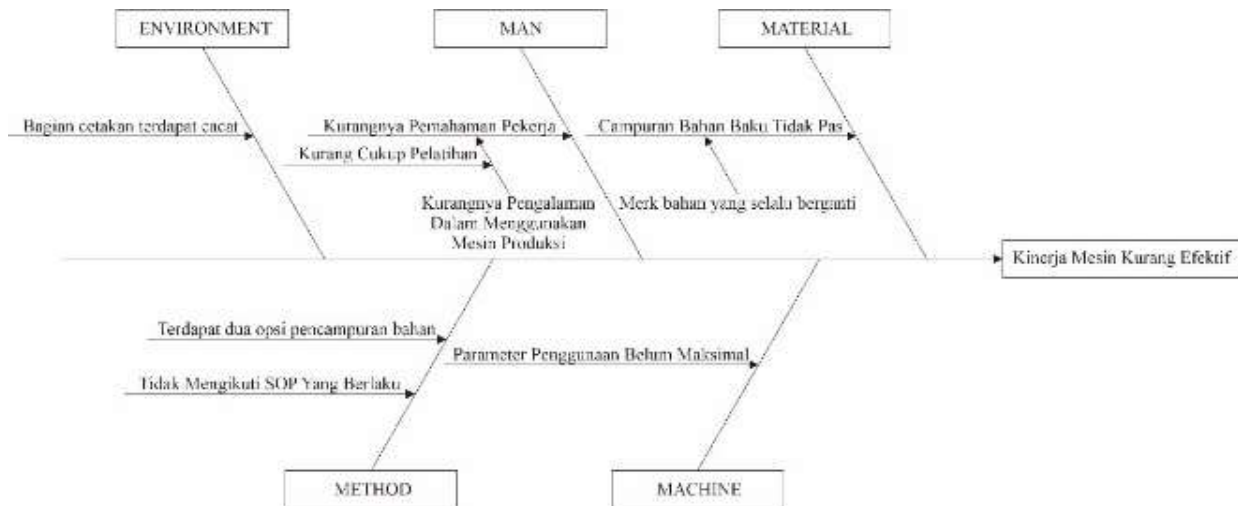 ENVIRONMENT
MAN
MATERIAL
Bagian cetakan terdapat cacat
Kurangnya Pemahaman Pekerja
Campuran Bahan Baku Tidak Pas
Kurang Cukup Pelatihan
Kurangnya Pengalaman
Dalam Menggunakan
Mesin Produksi
Merk bahan yang selalu berganti
Kinerja Mesin Kurang Efektif
Terdapat dua opsi pencampuran bahan
Parameter Penggunaan Belum Maksimal
Tidak Mengikuti SOP Yang Berlaku
METHOD
MACHINE